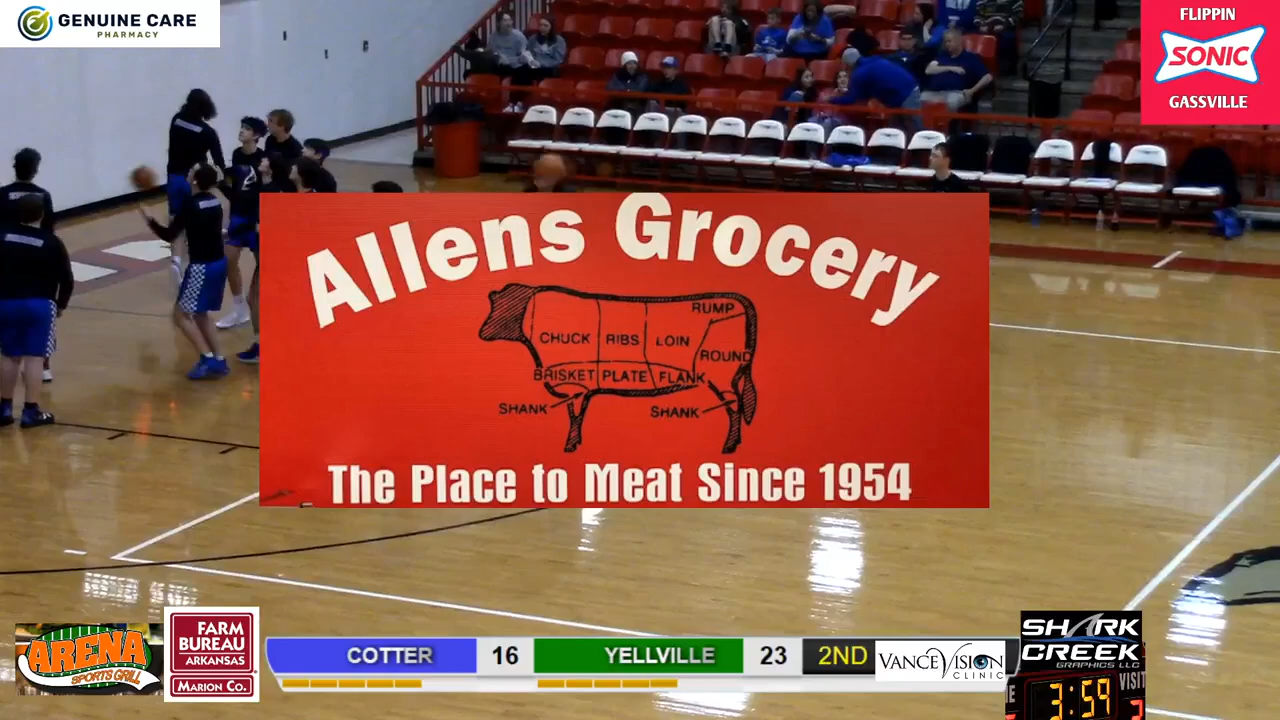 GENUINE CARE
PHARMACY
FLIPPIN
SONIC
GASSVILLE
Allens Grocery
RUMP
CHUCK RIBS LOIN
ROUND
BRISKET PLATE FLANK
SHANK SHANK
The Place to Meat Since 1954
ARENA
SPORTS GRILL
FARM
BUREAU
ARKANSAS
MARION CO.
COTTER 16 YELLVILLE 23 2ND
VANCE VISION
CLINIC
SHARK
CREEK
GRAPHICS LLC
VISIT
3:59